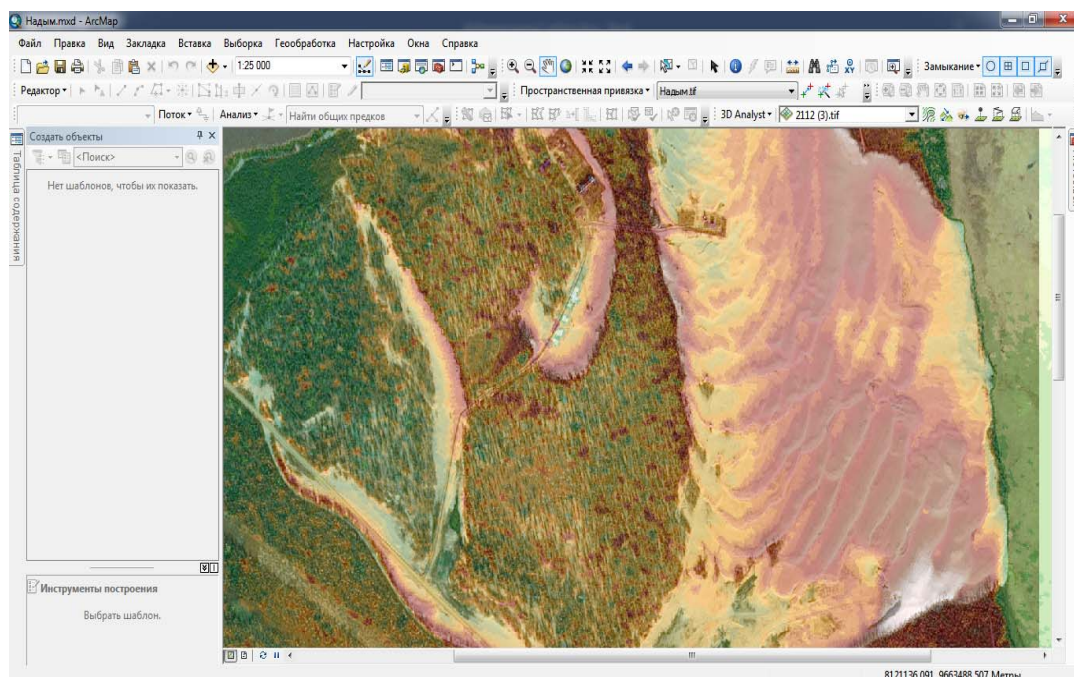 Надым.mxd - ArcMap
Файл Правка Вид Закладка Вставка Выборка Геообработка Настройка Окна Справка
1:25 000 Замыкание
Редактор Пространственная привязка Надым.tif
Поток Анализ Найти общих предков 3D Analyst 2112 (3).tif
Создать объекты
<Поиск>
Таблица содержания
Нет шаблонов, чтобы их показать.
Инструменты построения
Выбрать шаблон.
8121136,091 9663488,507 Метры